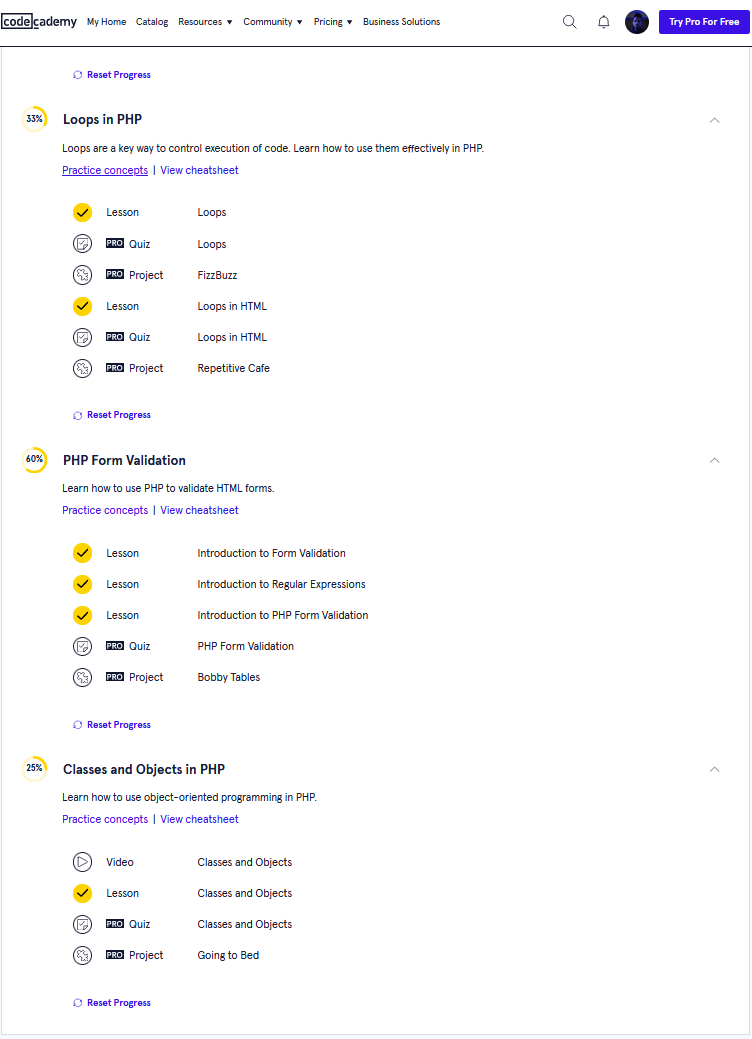 codecademy My Home Catalog Resources Community Pricing Business Solutions Try Pro For Free
Reset Progress
33% Loops in PHP
Loops are a key way to control execution of code. Learn how to use them effectively in PHP.
Practice concepts | View cheatsheet
Lesson Loops
PRO Quiz Loops
PRO Project FizzBuzz
Lesson Loops in HTML
PRO Quiz Loops in HTML
PRO Project Repetitive Cafe
Reset Progress
60% PHP Form Validation
Learn how to use PHP to validate HTML forms.
Practice concepts | View cheatsheet
Lesson Introduction to Form Validation
Lesson Introduction to Regular Expressions
Lesson Introduction to PHP Form Validation
PRO Quiz PHP Form Validation
PRO Project Bobby Tables
Reset Progress
25% Classes and Objects in PHP
Learn how to use object-oriented programming in PHP.
Practice concepts | View cheatsheet
Video Classes and Objects
Lesson Classes and Objects
PRO Quiz Classes and Objects
PRO Project Going to Bed
Reset Progress